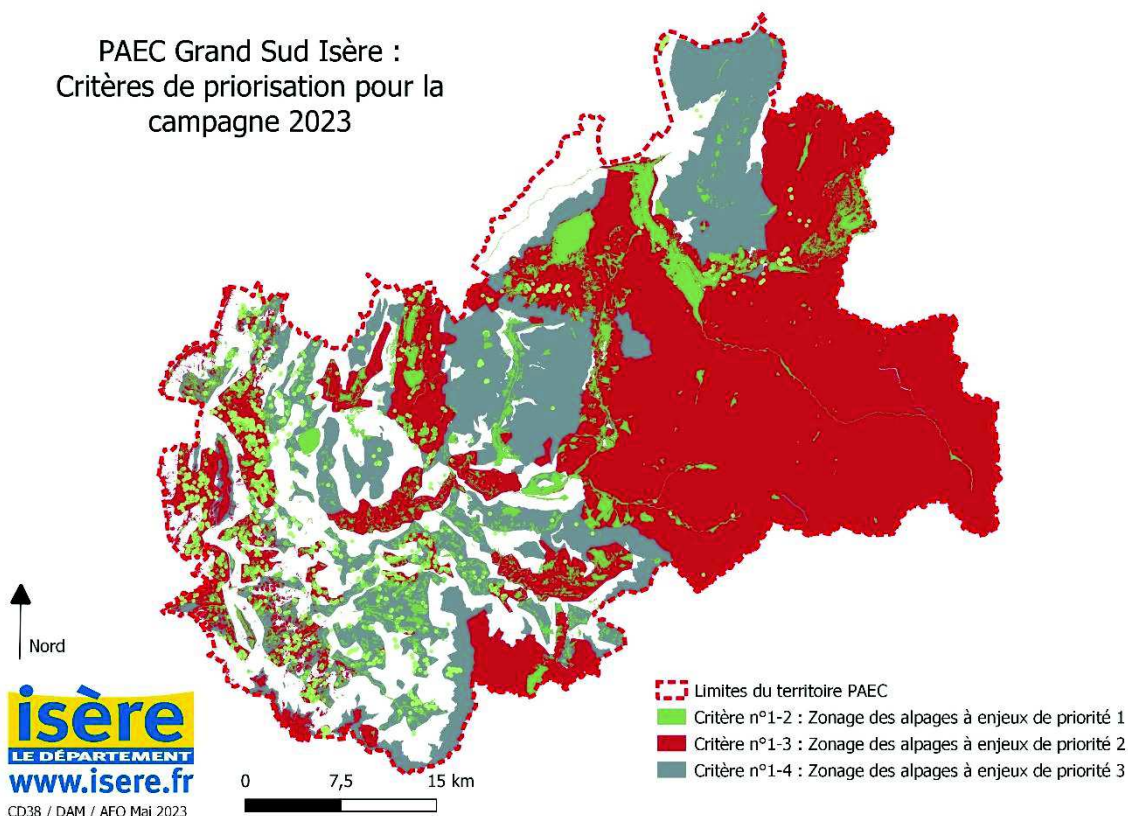 PAEC Grand Sud Isère :
Critères de priorisation pour la
campagne 2023
Nord
isère
LE DÉPARTEMENT
www.isere.fr
CD38 / DAM / AFO Mai 2023
0 7,5 15 km
Limites du territoire PAEC
Critère n°1-2 : Zonage des alpages à enjeux de priorité 1
Critère n°1-3 : Zonage des alpages à enjeux de priorité 2
Critère n°1-4 : Zonage des alpages à enjeux de priorité 3